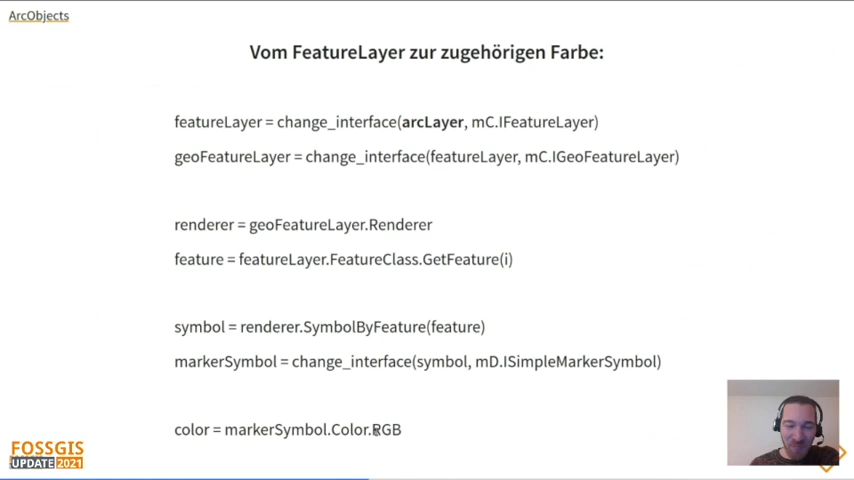 ArcObjects
Vom FeatureLayer zur zugehörigen Farbe:
featureLayer = change_interface(arcLayer, mC.IFeatureLayer)
geoFeatureLayer = change_interface(featureLayer, mC.IGeoFeatureLayer)
renderer = geoFeatureLayer.Renderer
feature = featureLayer.FeatureClass.GetFeature(i)
symbol = renderer.SymbolByFeature(feature)
markerSymbol = change_interface(symbol, mD.ISimpleMarkerSymbol)
color = markerSymbol.Color.RGB
FOSSGIS
UPDATE 2021